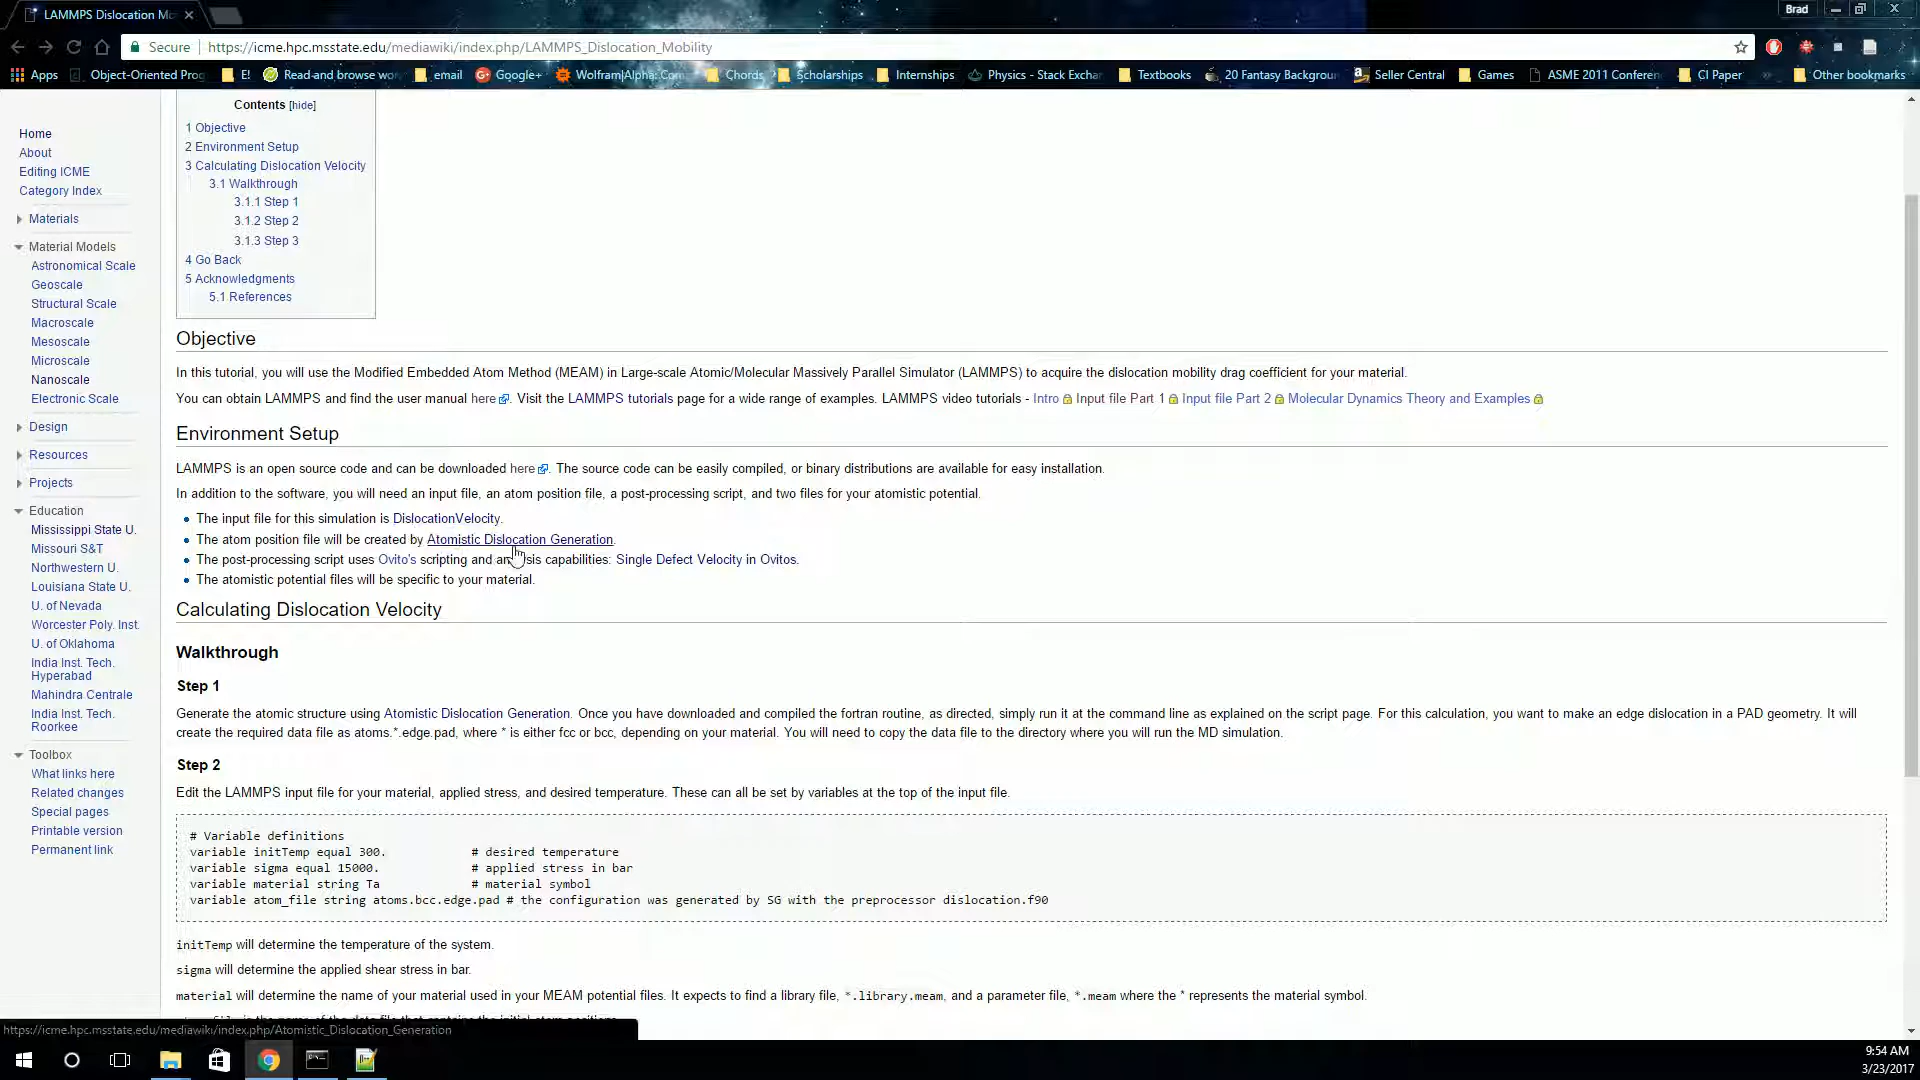 LAMMPS Dislocation Mo
Brad
Secure
https://icme.hpc.msstate.edu/mediawiki/index.php/LAMMPS_Dislocation_Mobility
Apps
Object-Oriented Prog
E!
Read and browse wo
email
Google+
Wolfram|Alpha: Com
Chords
Scholarships
Internships
Physics - Stack Exchan
Textbooks
20 Fantasy Backgroun
Seller Central
Games
ASME 2011 Conferen
CI Paper
Other bookmarks
Home
About
Editing ICME
Category Index
Materials
Material Models
Astronomical Scale
Geoscale
Structural Scale
Macroscale
Mesoscale
Microscale
Nanoscale
Electronic Scale
Design
Resources
Projects
Education
Mississippi State U.
Missouri S&T
Northwestern U.
Louisiana State U.
U. of Nevada
Worcester Poly. Inst.
U. of Oklahoma
India Inst. Tech.
Hyperabad
Mahindra Centrale
India Inst. Tech.
Roorkee
Toolbox
What links here
Related changes
Special pages
Printable version
Permanent link
Contents [hide]
1 Objective
2 Environment Setup
3 Calculating Dislocation Velocity
3.1 Walkthrough
3.1.1 Step 1
3.1.2 Step 2
3.1.3 Step 3
4 Go Back
5 Acknowledgments
5.1 References
Objective
In this tutorial, you will use the Modified Embedded Atom Method (MEAM) in Large-scale Atomic/Molecular Massively Parallel Simulator (LAMMPS) to acquire the dislocation mobility drag coefficient for your material.
You can obtain LAMMPS and find the user manual here. Visit the LAMMPS tutorials page for a wide range of examples. LAMMPS video tutorials - Intro Input file Part 1 Input file Part 2 Molecular Dynamics Theory and Examples
Environment Setup
LAMMPS is an open source code and can be downloaded here. The source code can be easily compiled, or binary distributions are available for easy installation.
In addition to the software, you will need an input file, an atom position file, a post-processing script, and two files for your atomistic potential.
The input file for this simulation is DislocationVelocity.
The atom position file will be created by Atomistic Dislocation Generation.
The post-processing script uses Ovito's scripting and analysis capabilities: Single Defect Velocity in Ovitos.
The atomistic potential files will be specific to your material.
Calculating Dislocation Velocity
Walkthrough
Step 1
Generate the atomic structure using Atomistic Dislocation Generation. Once you have downloaded and compiled the fortran routine, as directed, simply run it at the command line as explained on the script page. For this calculation, you want to make an edge dislocation in a PAD geometry. It will
create the required data file as atoms.*.edge.pad, where * is either fcc or bcc, depending on your material. You will need to copy the data file to the directory where you will run the MD simulation.
Step 2
Edit the LAMMPS input file for your material, applied stress, and desired temperature. These can all be set by variables at the top of the input file.
# Variable definitions
variable initTemp equal 300. # desired temperature
variable sigma equal 15000. # applied stress in bar
variable material string Ta # material symbol
variable atom_file string atoms.bcc.edge.pad # the configuration was generated by SG with the preprocessor dislocation.f90
initTemp will determine the temperature of the system.
sigma will determine the applied shear stress in bar.
material will determine the name of your material used in your MEAM potential files. It expects to find a library file, *.library.meam, and a parameter file, *.meam where the * represents the material symbol.
https://icme.hpc.msstate.edu/mediawiki/index.php/Atomistic_Dislocation_Generation
9:54 AM
3/23/2017